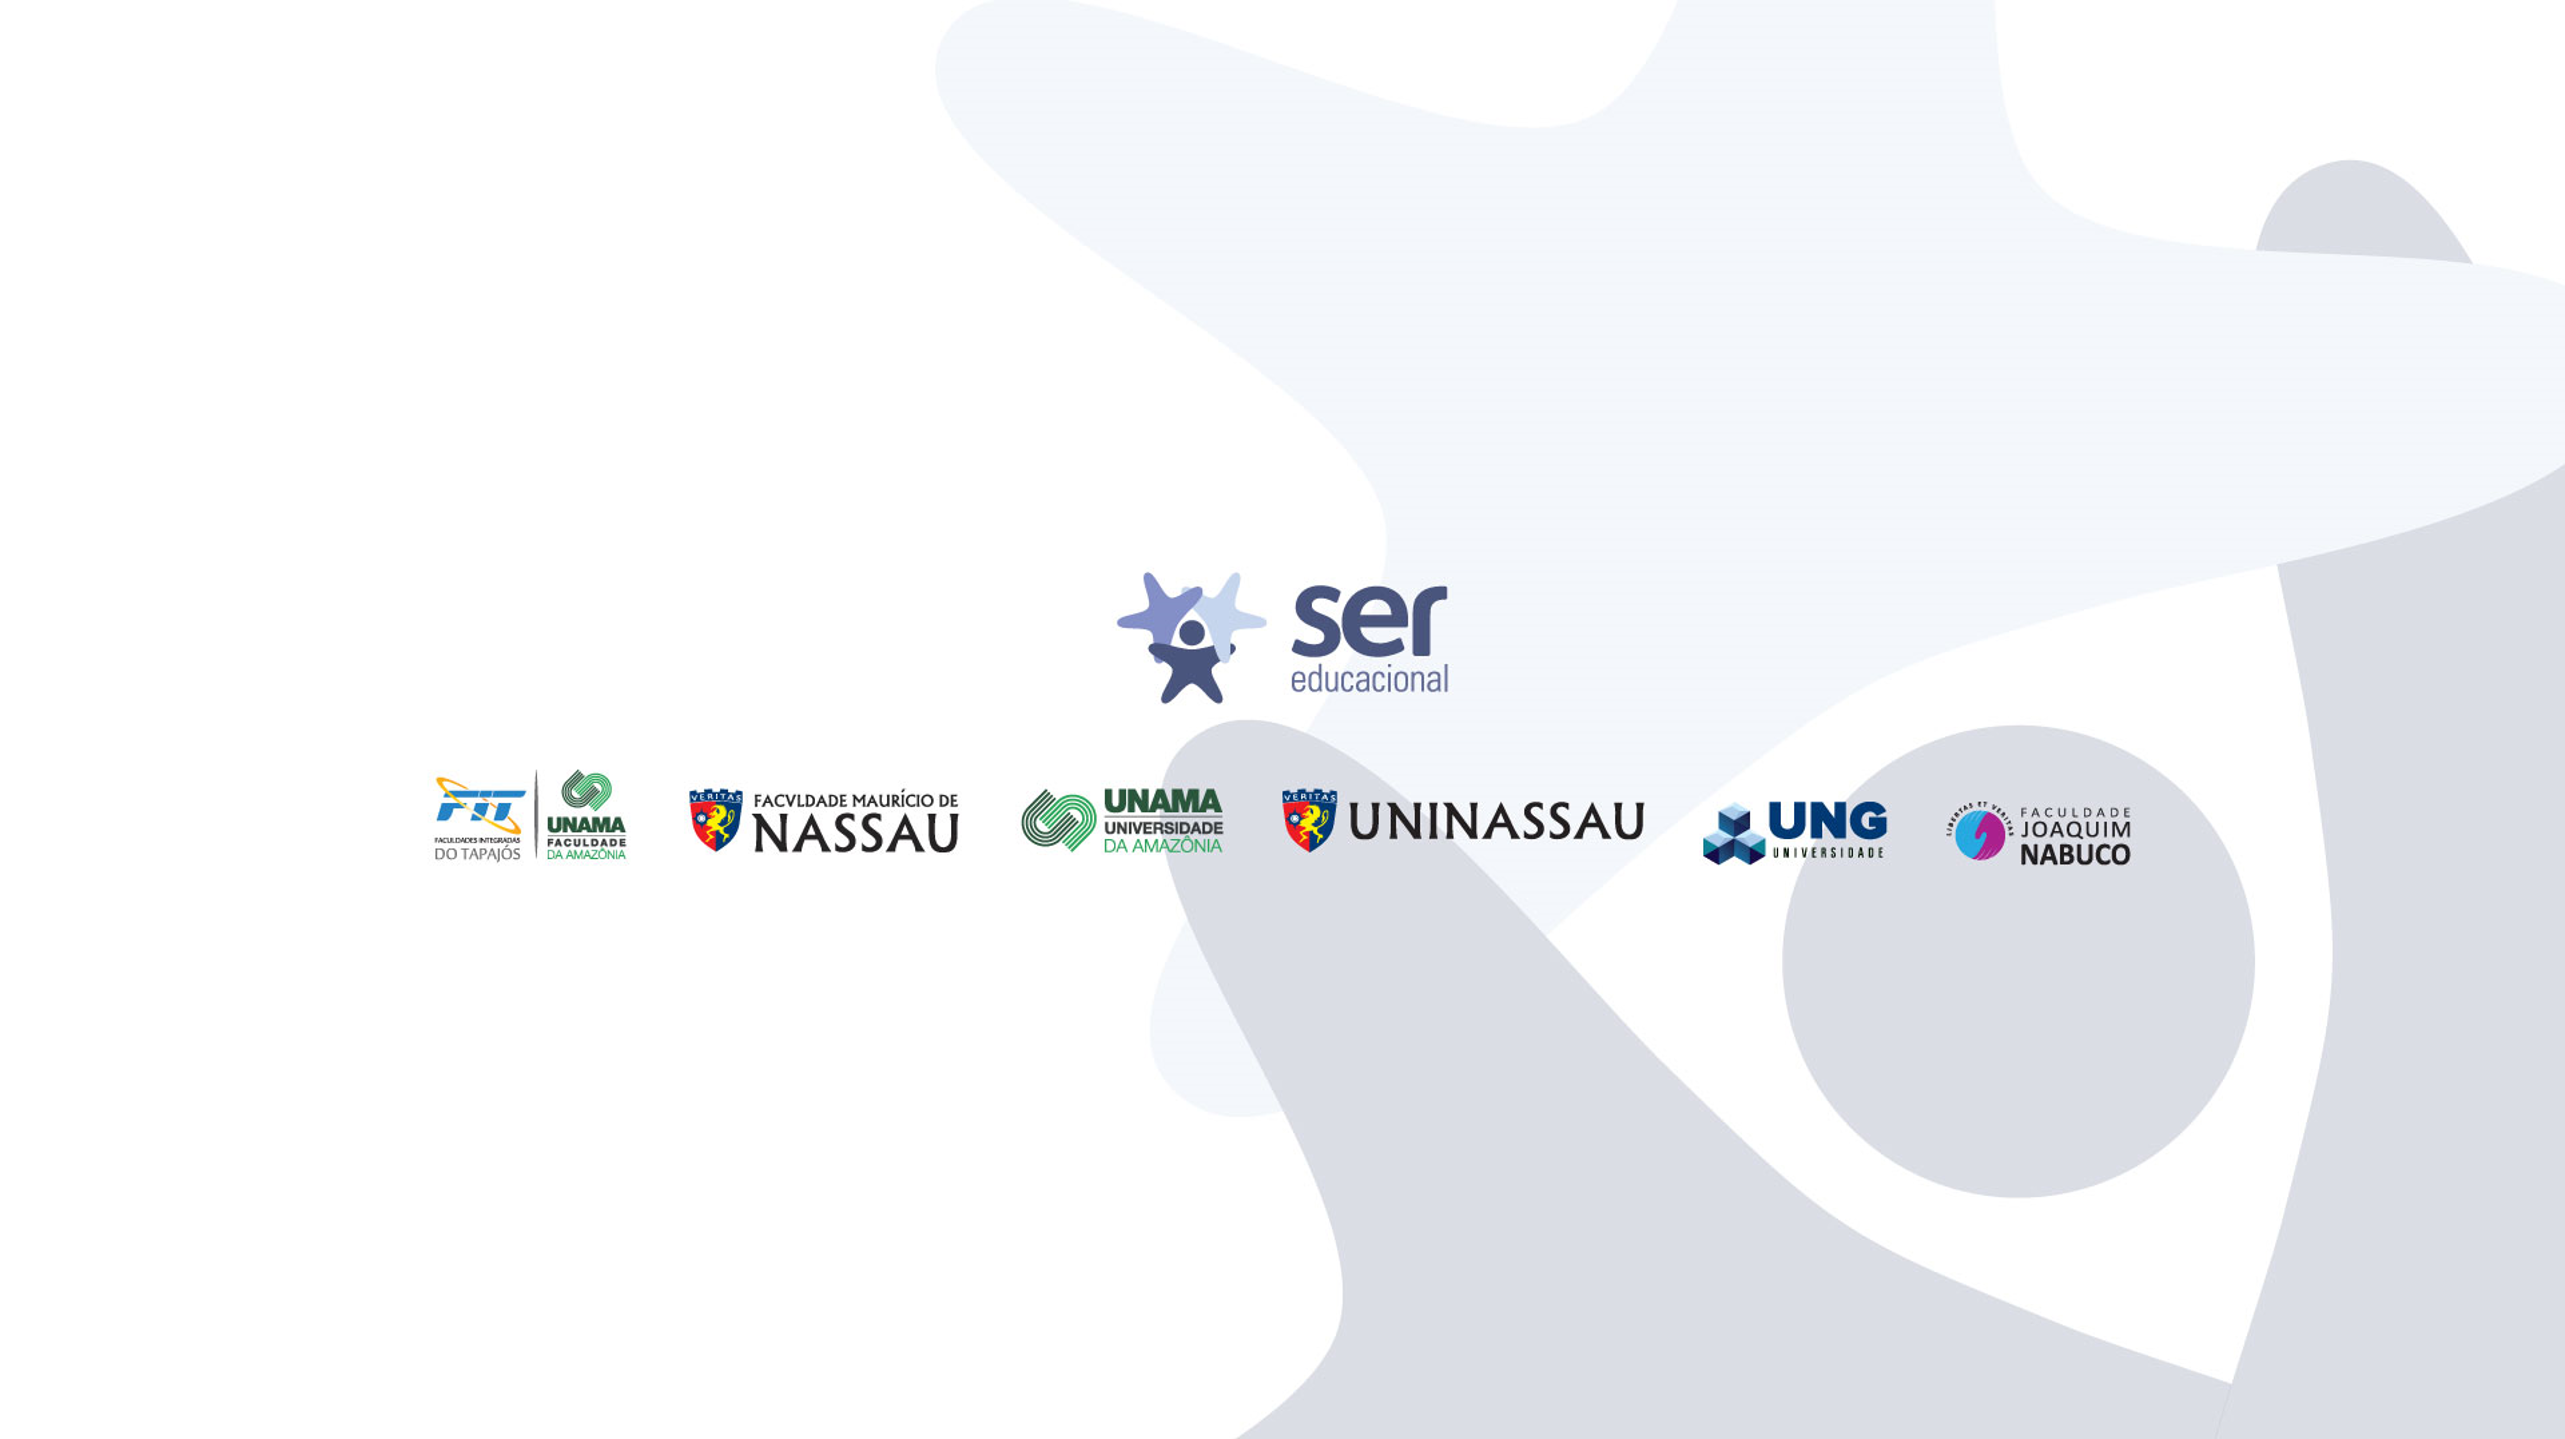 ser
educacional
FIT
FACULDADES INTEGRADAS
DO TAPAJÓS
UNAMA
FACULDADE
DA AMAZÔNIA
VERITAS
FACVLDADE MAURÍCIO DE
NASSAU
UNAMA
UNIVERSIDADE
DA AMAZÔNIA
VERITAS
UNINASSAU
UNG
UNIVERSIDADE
LIBERTAS ET VERITAS
FACULDADE
JOAQUIM
NABUCO